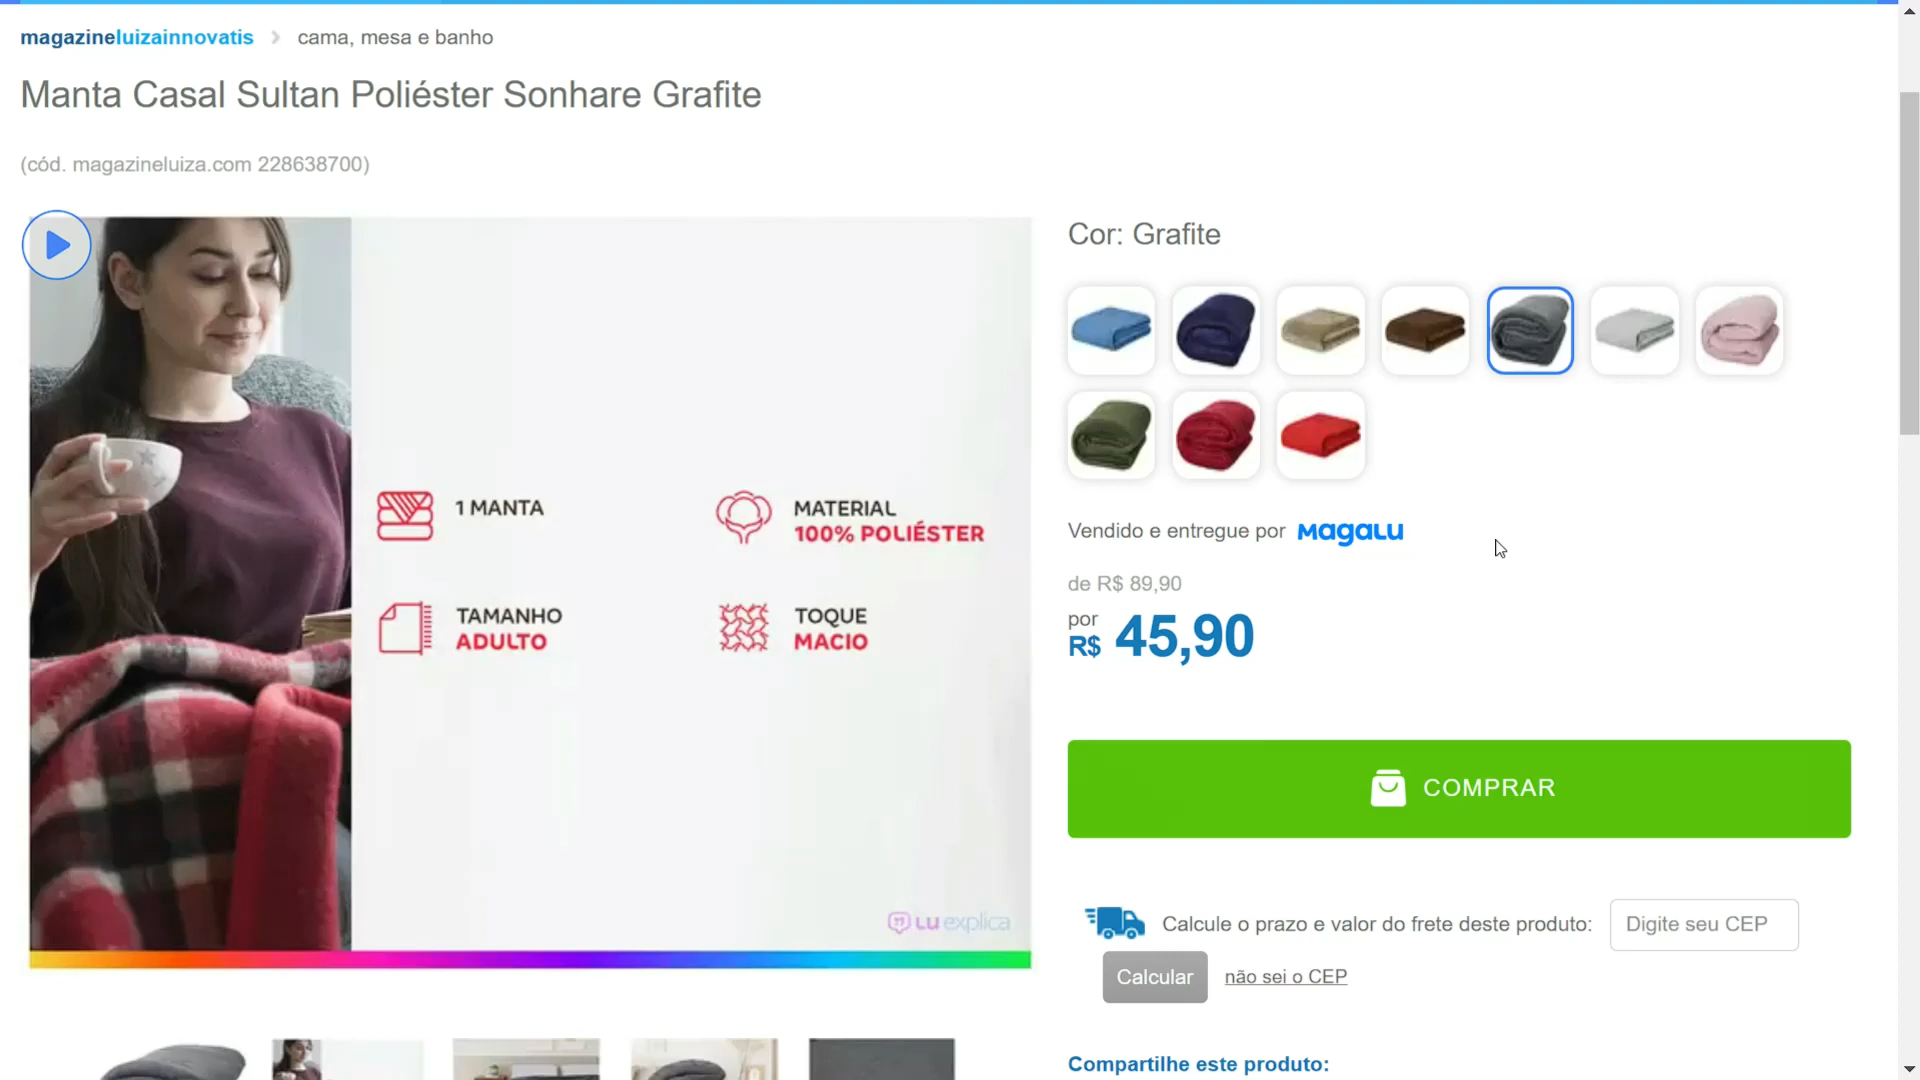 magazineluizainnovatis > cama, mesa e banho
Manta Casal Sultan Poliéster Sonhare Grafite
(cód. magazineluiza.com 228638700)
1 MANTA
MATERIAL
100% POLIÉSTER
TAMANHO
ADULTO
TOQUE
MACIO
Lu explica
Cor: Grafite
Vendido e entregue por Magalu
de R$ 89,90
por
R$ 45,90
COMPRAR
Calcule o prazo e valor do frete deste produto: Digite seu CEP
Calcular não sei o CEP
Compartilhe este produto: